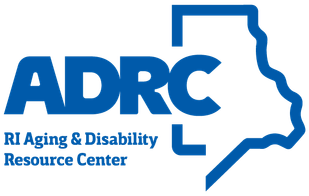 ADRC
RI Aging & Disability
Resource Center